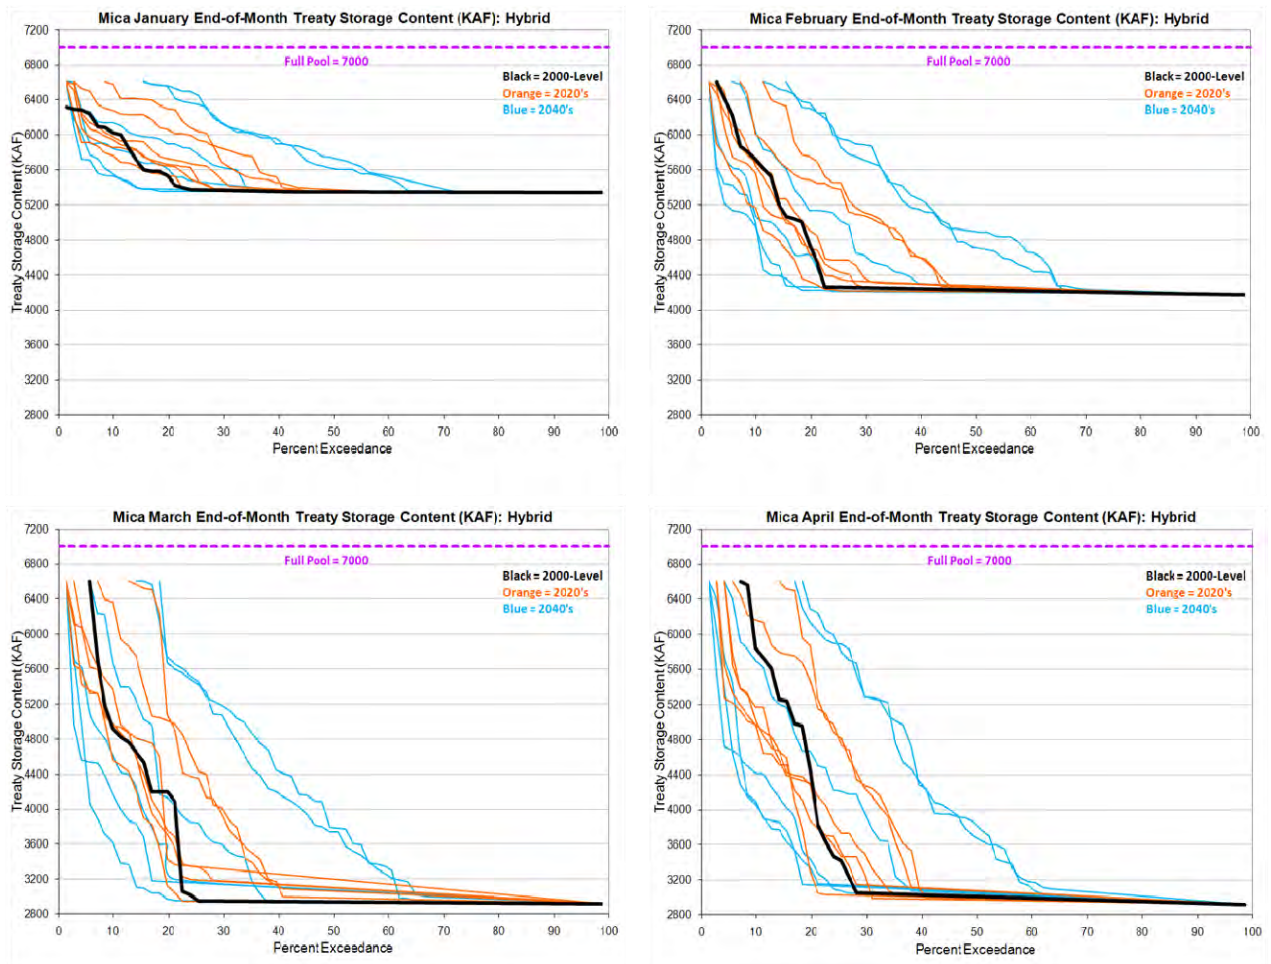 Mica January End-of-Month Treaty Storage Content (KAF): Hybrid
Treaty Storage Content (KAF)
7200
6800
6400
6000
5600
5200
4800
4400
4000
3600
3200
2800
Full Pool = 7000
Black = 2000-Level
Orange = 2020's
Blue = 2040's
0 10 20 30 40 50 60 70 80 90 100
Percent Exceedance
Mica February End-of-Month Treaty Storage Content (KAF): Hybrid
Treaty Storage Content (KAF)
7200
6800
6400
6000
5600
5200
4800
4400
4000
3600
3200
2800
Full Pool = 7000
Black = 2000-Level
Orange = 2020's
Blue = 2040's
0 10 20 30 40 50 60 70 80 90 100
Percent Exceedance
Mica March End-of-Month Treaty Storage Content (KAF): Hybrid
Treaty Storage Content (KAF)
7200
6800
6400
6000
5600
5200
4800
4400
4000
3600
3200
2800
Full Pool = 7000
Black = 2000-Level
Orange = 2020's
Blue = 2040's
0 10 20 30 40 50 60 70 80 90 100
Percent Exceedance
Mica April End-of-Month Treaty Storage Content (KAF): Hybrid
Treaty Storage Content (KAF)
7200
6800
6400
6000
5600
5200
4800
4400
4000
3600
3200
2800
Full Pool = 7000
Black = 2000-Level
Orange = 2020's
Blue = 2040's
0 10 20 30 40 50 60 70 80 90 100
Percent Exceedance